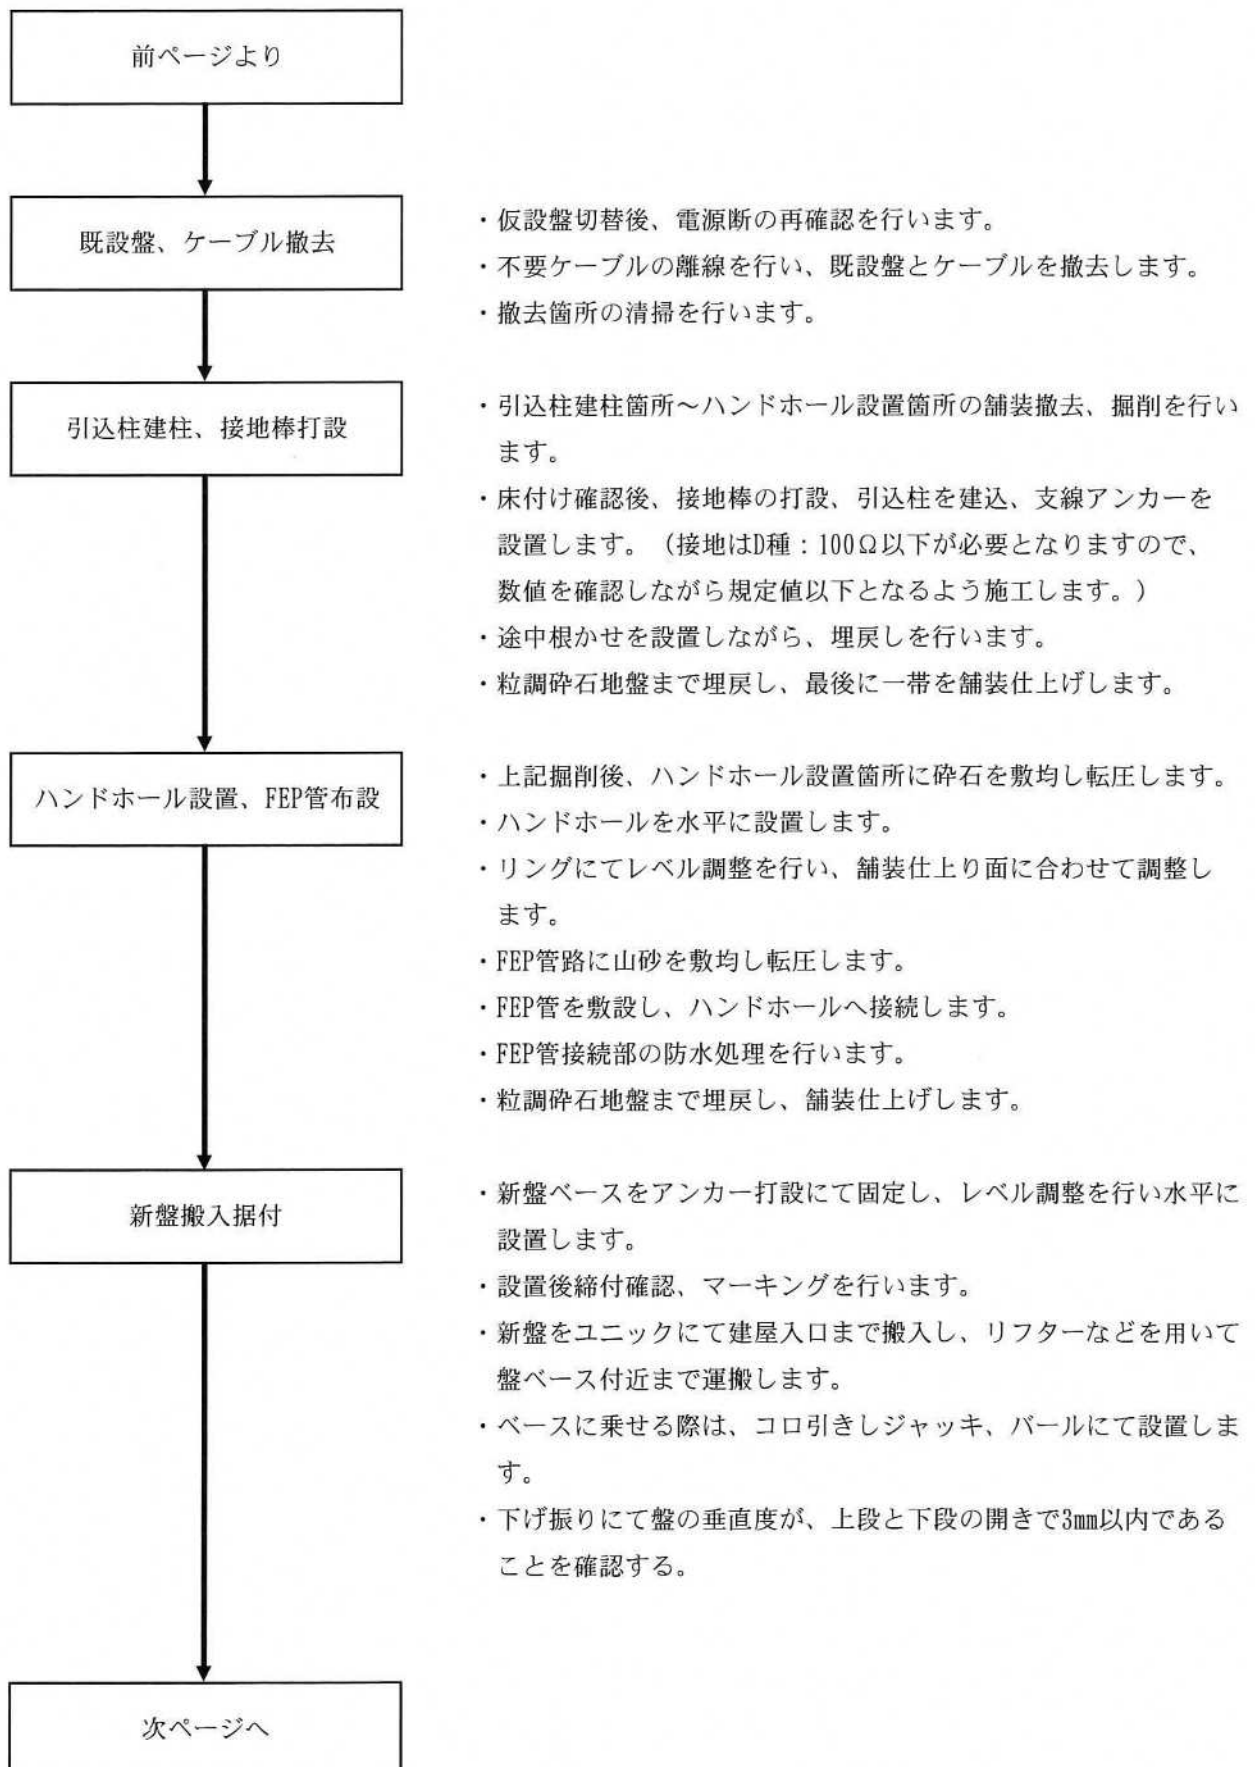 前ページより
既設盤、ケーブル撤去
・仮設盤切替後、電源断の再確認を行います。
・不要ケーブルの離線を行い、既設盤とケーブルを撤去します。
・撤去箇所の清掃を行います。
引込柱建柱、接地棒打設
・引込柱建柱箇所～ハンドホール設置箇所の舗装撤去、掘削を行い
ます。
・床付け確認後、接地棒の打設、引込柱を建込、支線アンカーを
設置します。（接地はD種：100Ω以下が必要となりますので、
数値を確認しながら規定値以下となるよう施工します。）
・途中根かせを設置しながら、埋戻しを行います。
・粒調砕石地盤まで埋戻し、最後に一帯を舗装仕上げします。
ハンドホール設置、FEP管布設
・上記掘削後、ハンドホール設置箇所に砕石を敷均し転圧します。
・ハンドホールを水平に設置します。
・リングにてレベル調整を行い、舗装仕上り面に合わせて調整し
ます。
・FEP管路に山砂を敷均し転圧します。
・FEP管を敷設し、ハンドホールへ接続します。
・FEP管接続部の防水処理を行います。
・粒調砕石地盤まで埋戻し、舗装仕上げします。
新盤搬入据付
・新盤ベースをアンカー打設にて固定し、レベル調整を行い水平に
設置します。
・設置後締付確認、マーキングを行います。
・新盤をユニックにて建屋入口まで搬入し、リフターなどを用いて
盤ベース付近まで運搬します。
・ベースに乗せる際は、コロ引きしジャッキ、バールにて設置しま
す。
・下げ振りにて盤の垂直度が、上段と下段の開きで3mm以内である
ことを確認する。
次ページへ